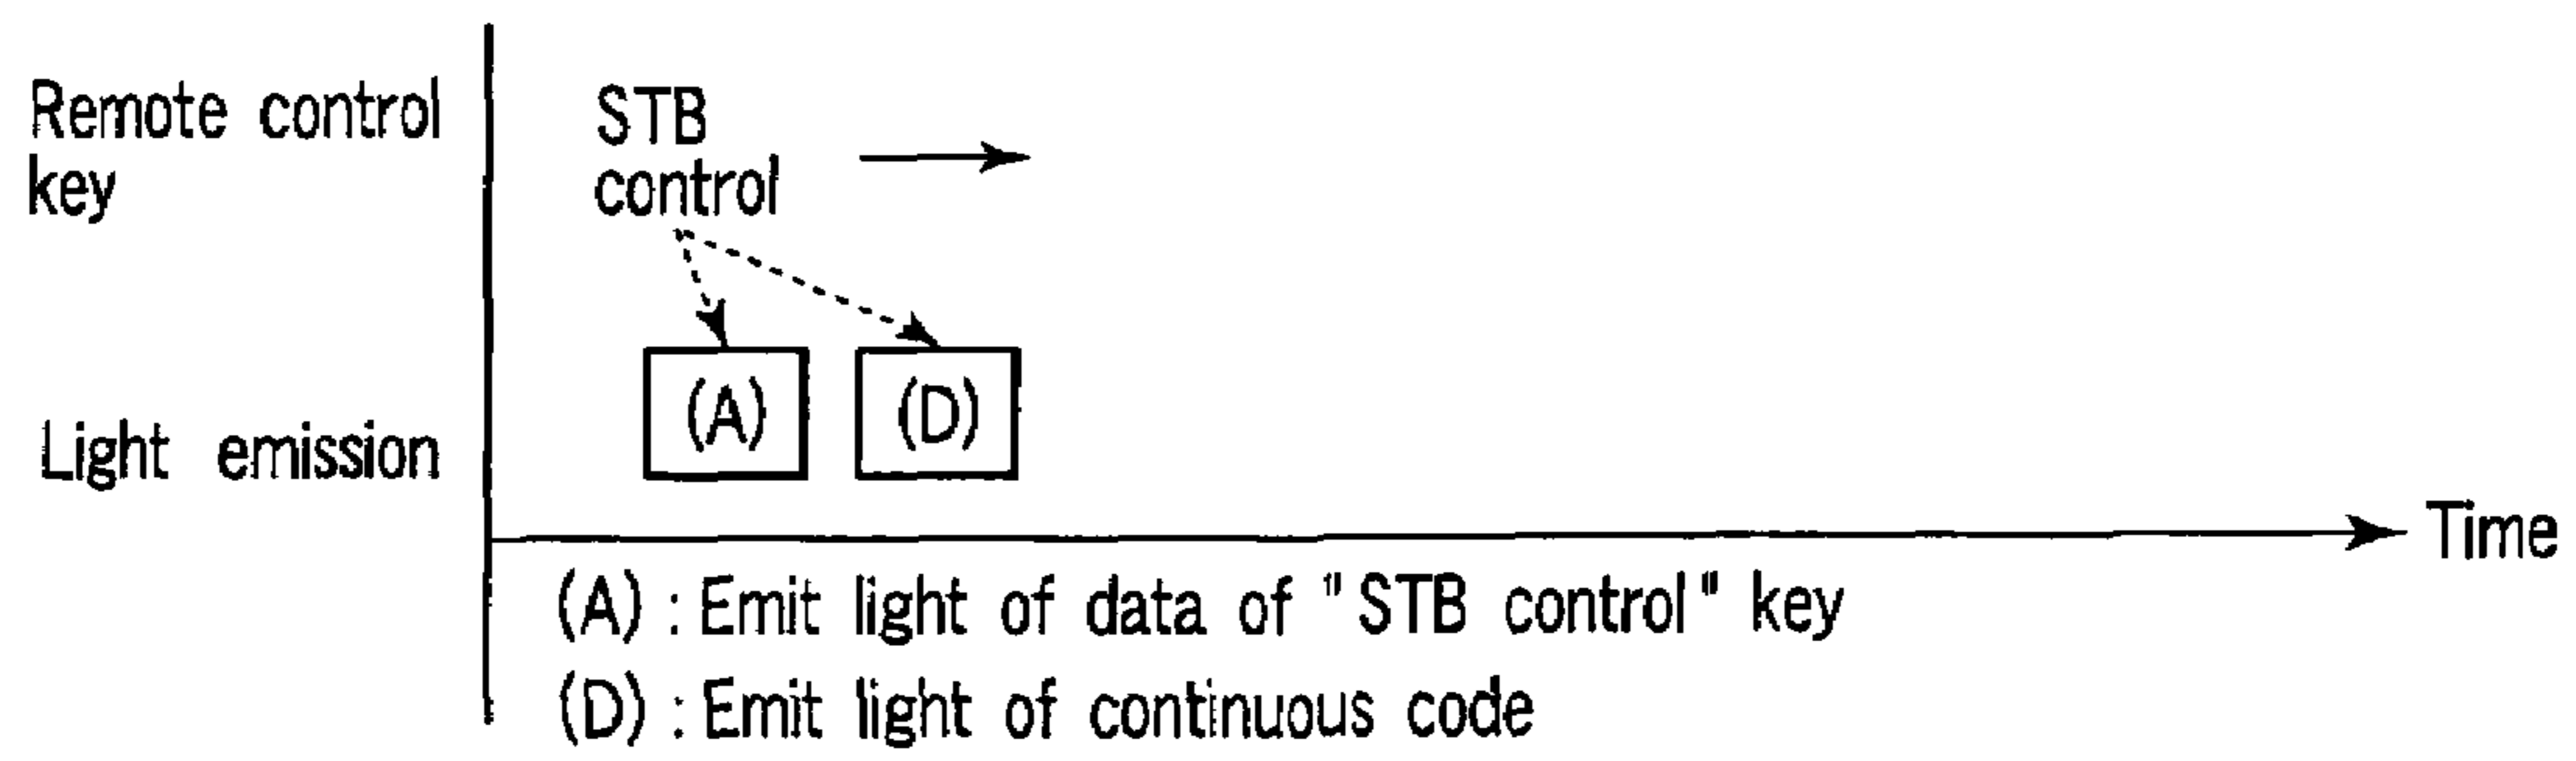 Remote control
key
STB
control
(A)
(D)
Light emission
Time
(A) : Emit light of data of "STB control" key
(D) : Emit light of continuous code